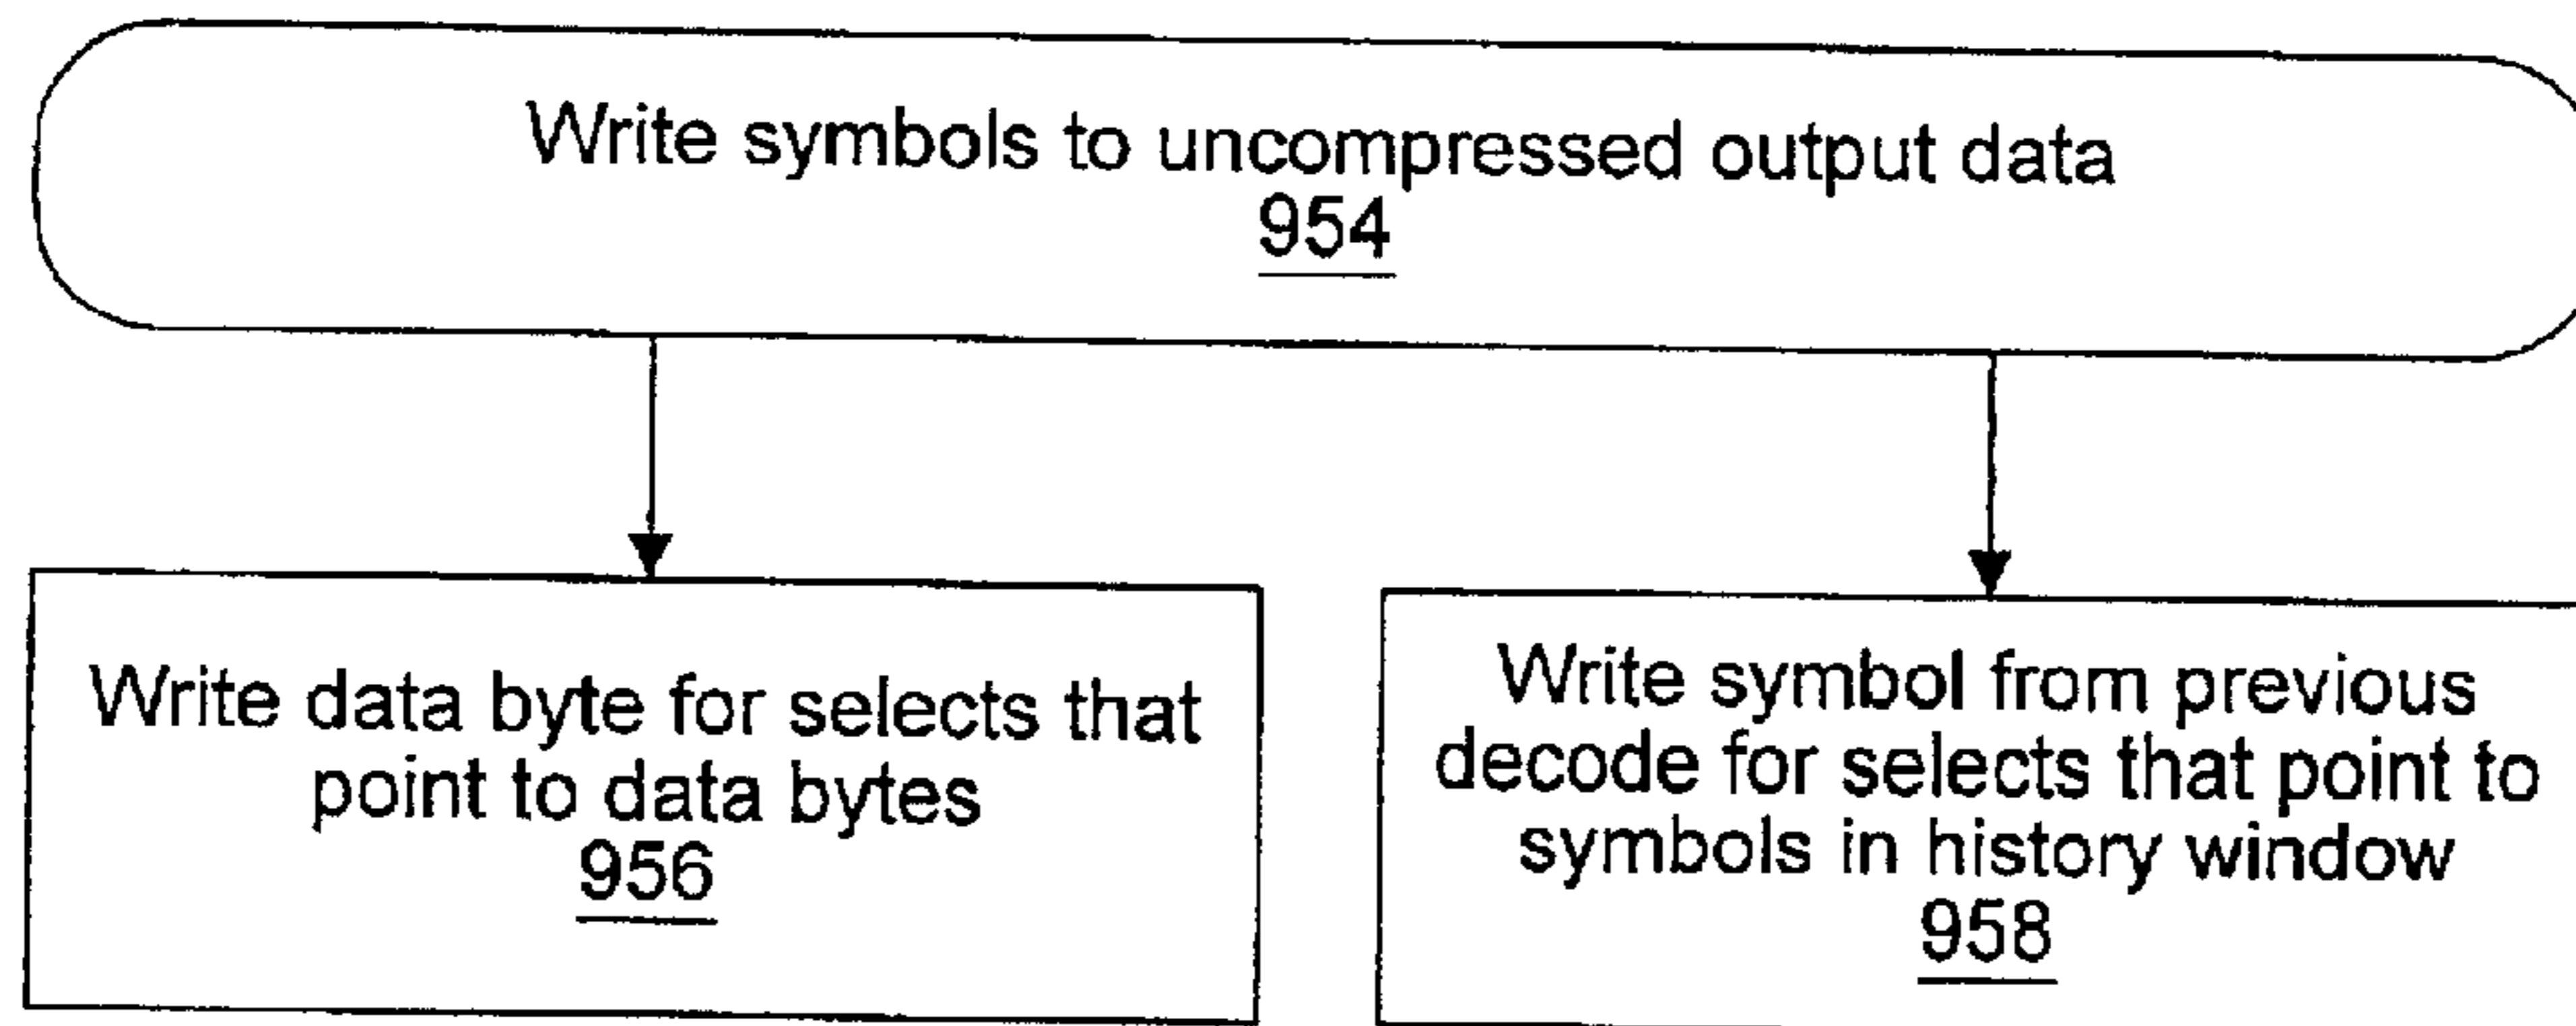 Write symbols to uncompressed output data
954
Write data byte for selects that
point to data bytes
956
Write symbol from previous
decode for selects that point to
symbols in history window
958